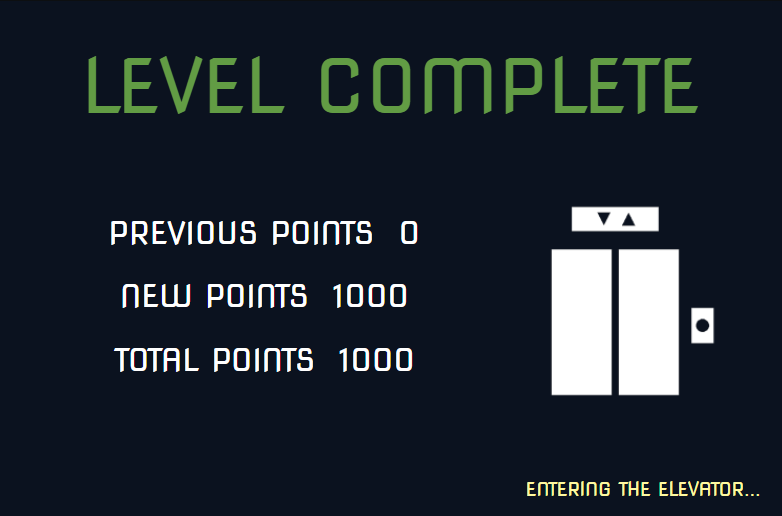 LEVEL COMPLETE
PREVIOUS POINTS 0
NEW POINTS 1000
TOTAL POINTS 1000
ENTERING THE ELEVATOR...